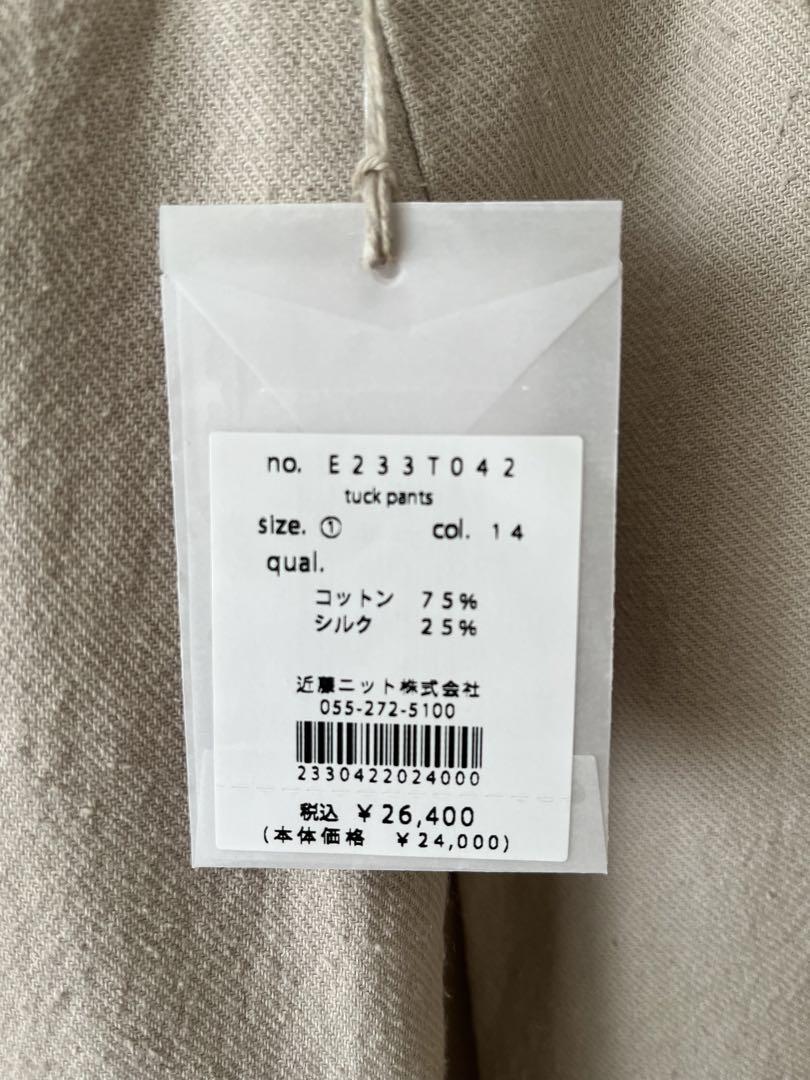 no. E233T042
tuck pants
size. ① col. 14
qual.
コットン 75%
シルク 25%
近藤ニット株式会社
055-272-5100
2330422024000
税込 ¥26,400
(本体価格 ¥24,000)